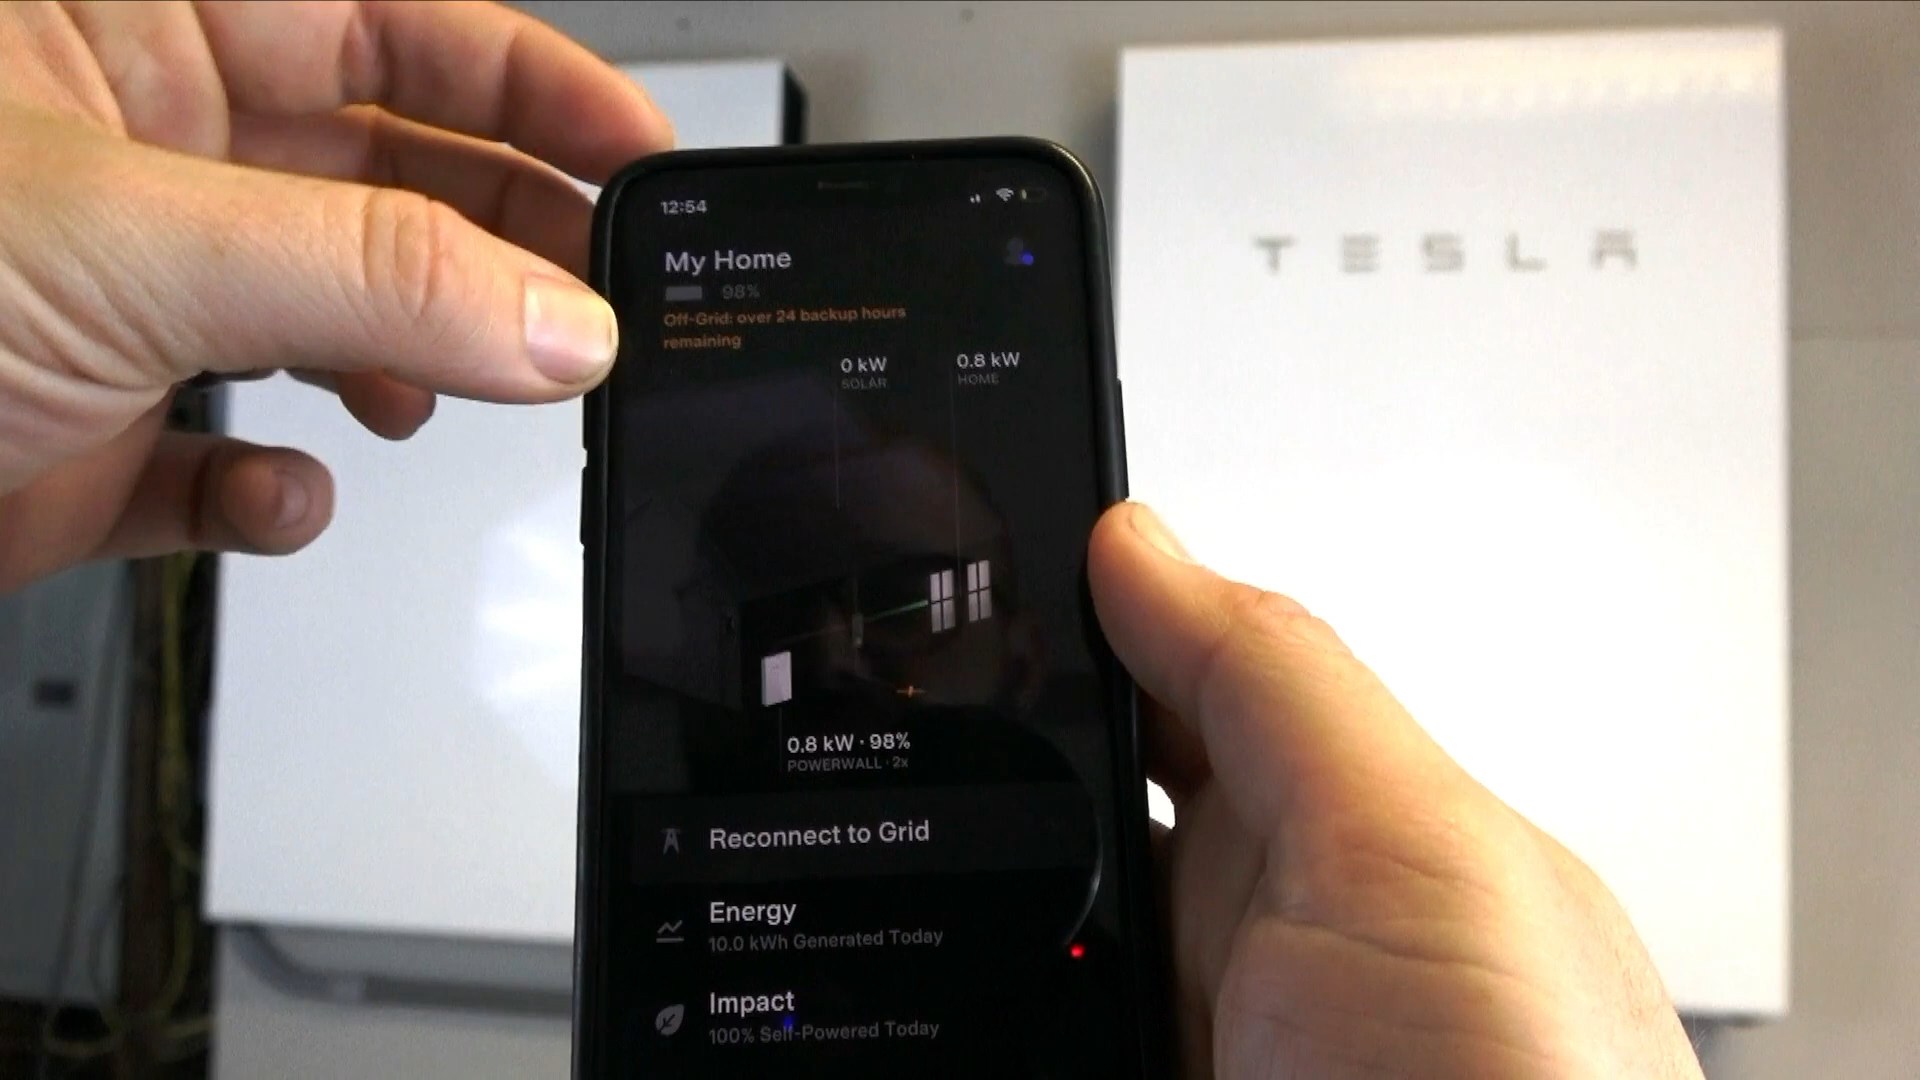 TESLA
12:54
My Home
98%
Off-Grid: over 24 backup hours
remaining
0 kW
SOLAR
0.8 kW
HOME
0.8 kW · 98%
POWERWALL · 2x
Reconnect to Grid
Energy
10.0 kWh Generated Today
Impact
100% Self-Powered Today